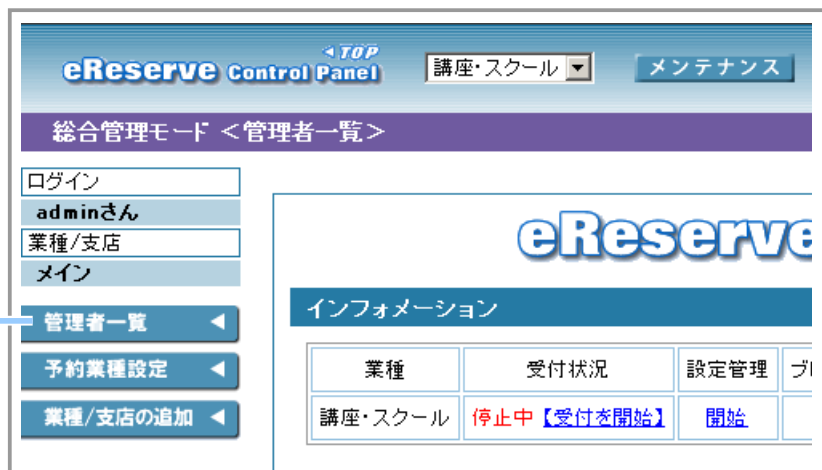 ◄ TOP
eReserve Control Panel
講座・スクール
メンテナンス
総合管理モード ＜管理者一覧＞
ログイン
adminさん
業種/支店
メイン
管理者一覧
予約業種設定
業種/支店の追加
eReserve
インフォメーション
業種 受付状況 設定管理
講座・スクール 停止中【受付を開始】 開始